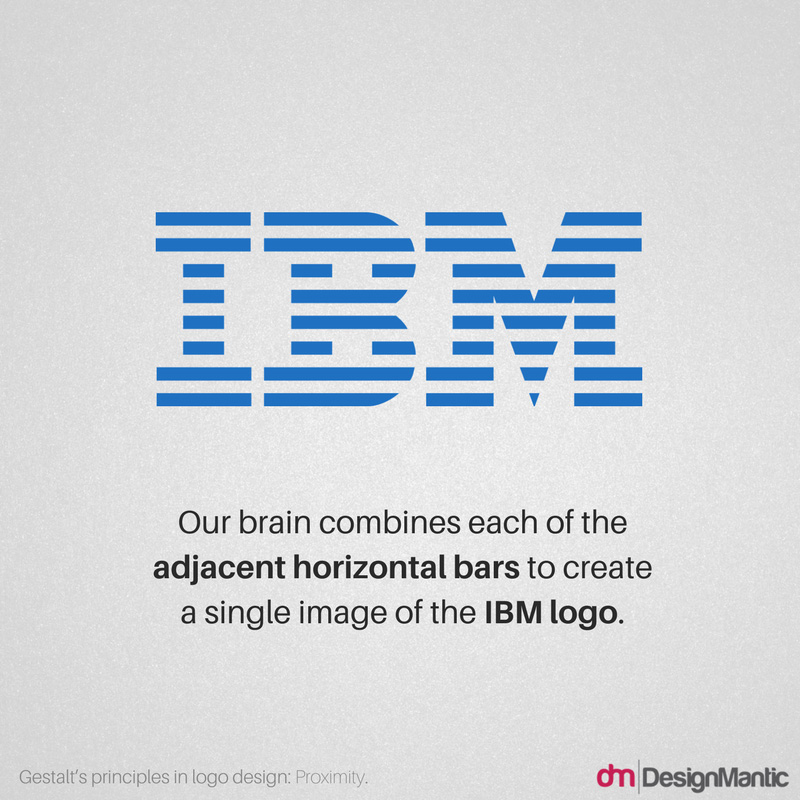 IBM
Our brain combines each of the
adjacent horizontal bars to create
a single image of the IBM logo.
Gestalt's principles in logo design: Proximity.
dm|DesignMantic